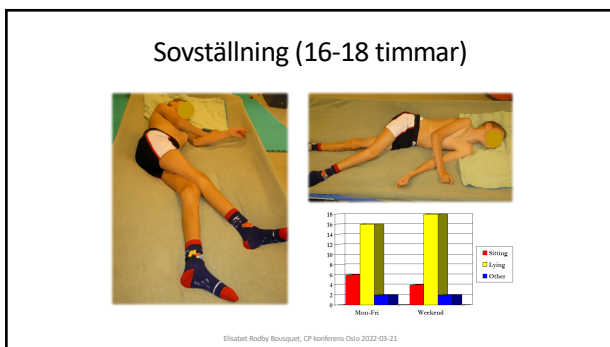 Sovställning (16-18 timmar)
18
16
14
12
10
8
6
4
2
0
Mon-Fri
Weekend
Sitting
Lying
Other
Elisabet Rodby Bousquet, CP konferens Oslo 2022-03-21